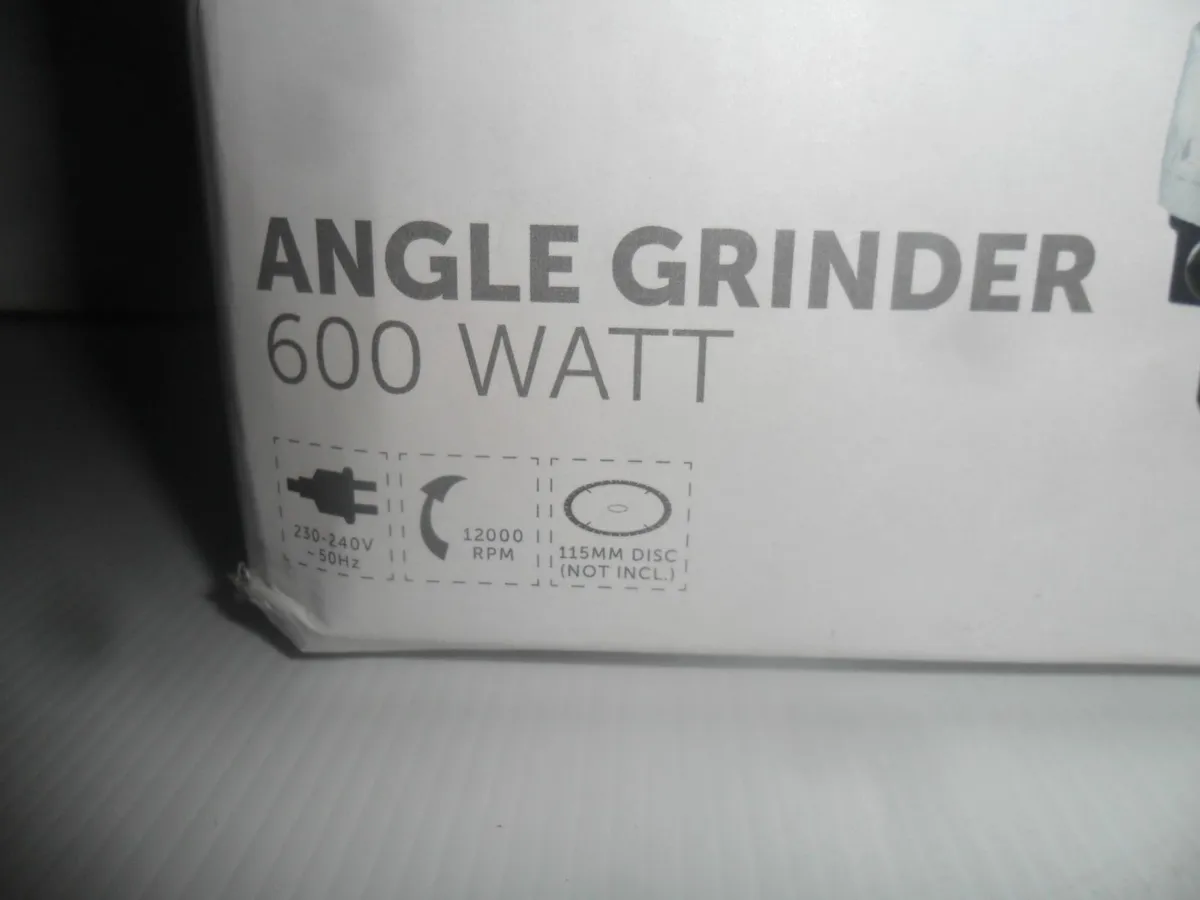 ANGLE GRINDER
600 WATT
230-240V
~50Hz
12000
RPM
115MM DISC
(NOT INCL.)